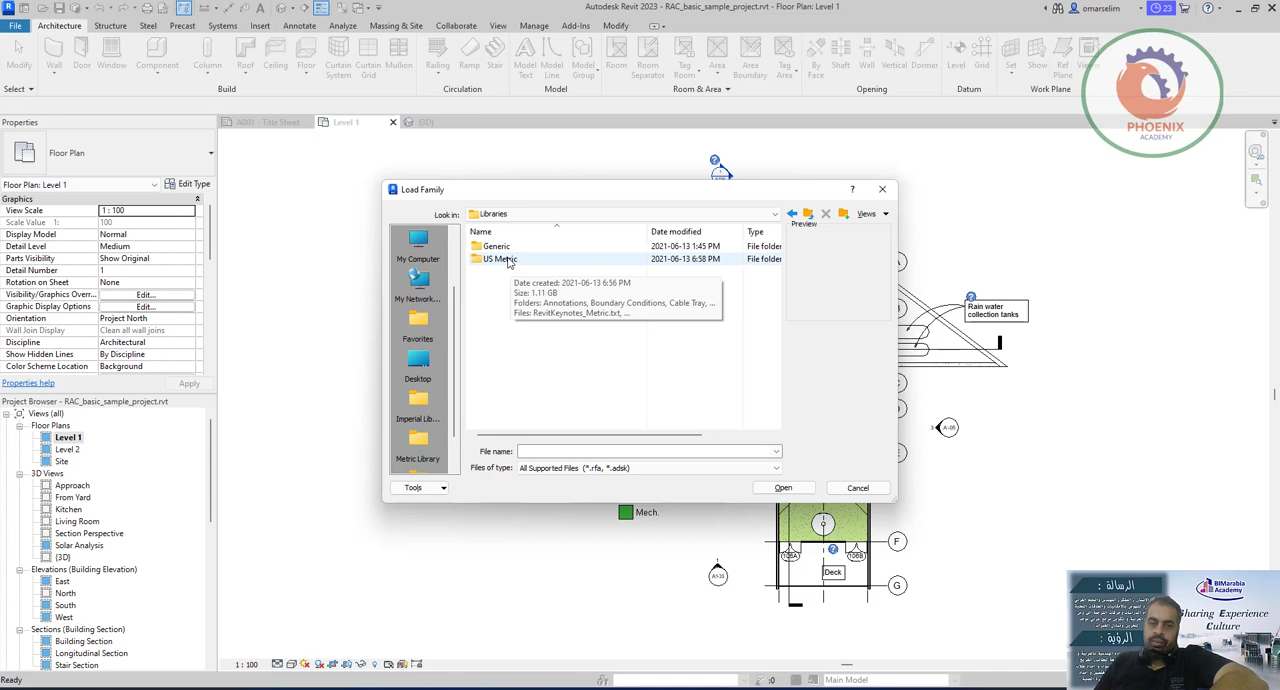 Autodesk Revit 2023 - RAC_basic_sample_project.rvt - Floor Plan: Level 1
omarselim
23
File
Architecture
Structure
Steel
Precast
Systems
Insert
Annotate
Analyze
Massing & Site
Collaborate
View
Manage
Add-Ins
Modify
Modify
Wall
Door
Window
Component
Column
Roof
Ceiling
Floor
Curtain System
Curtain Grid
Mullion
Railing
Ramp
Stair
Model Text
Model Line
Model Group
Room
Room Separator
Tag Room
Area
Area Boundary
Tag Area
By Face
Shaft
Wall
Vertical
Dormer
Level
Grid
Set
Show
Ref Plane
Select
Build
Circulation
Model
Room & Area
Opening
Datum
Work Plane
PHOENIX
ACADEMY
Properties
A001 - Title Sheet
Level 1
{3D}
Floor Plan
Floor Plan: Level 1
Edit Type
Graphics
View Scale 1 : 100
Scale Value 1: 100
Display Model Normal
Detail Level Medium
Parts Visibility Show Original
Detail Number 1
Rotation on Sheet None
Visibility/Graphics Overr... Edit...
Graphic Display Options Edit...
Orientation Project North
Wall Join Display Clean all wall joins
Discipline Architectural
Show Hidden Lines By Discipline
Color Scheme Location Background
Properties help
Apply
Project Browser - RAC_basic_sample_project.rvt
Views (all)
Floor Plans
Level 1
Level 2
Site
3D Views
Approach
From Yard
Kitchen
Living Room
Section Perspective
Solar Analysis
{3D}
Elevations (Building Elevation)
East
North
South
West
Sections (Building Section)
Building Section
Longitudinal Section
Stair Section
Load Family
Look in:
Libraries
Views
Name
Date modified
Type
Preview
Generic 2021-06-13 1:45 PM File folder
US Metric 2021-06-13 6:58 PM File folder
Date created: 2021-06-13 6:56 PM
Size: 1.11 GB
Folders: Annotations, Boundary Conditions, Cable Tray, ...
Files: RevitKeynotes_Metric.txt, ...
My Computer
My Network...
Favorites
Desktop
Imperial Lib...
Metric Library
File name:
Files of type: All Supported Files (*.rfa, *.adsk)
Tools
Open
Cancel
Rain water
collection tanks
A
3
A-05
Mech.
F
106A
106B
Deck
G
1 : 100
Ready
:0
Main Model
BIMarabia
Academy
Sharing Experience
Culture
الرسالة :
الرؤية :